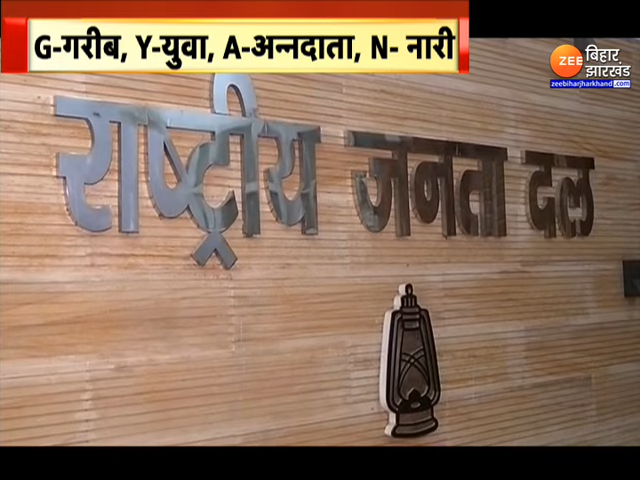 G-गरीब, Y-युवा, A-अन्नदाता, N- नारी
ZEE बिहार झारखंड
zeebiharjharkhand.com
राष्ट्रीय जनता दल